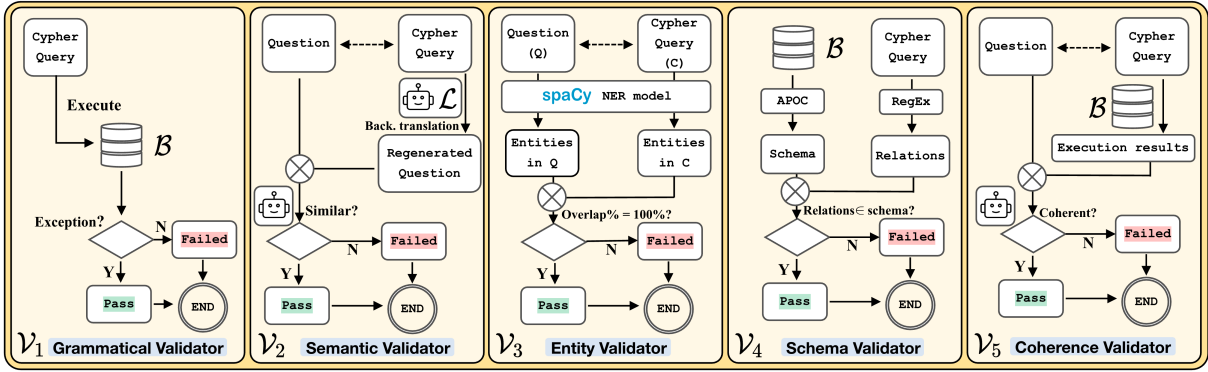 Cypher
Query
Execute
ℬ
Exception?
N
Failed
Y
Pass
END
𝒱1 Grammatical Validator
Question
Cypher
Query
ℒ
Back. translation
Regenerated
Question
Similar?
N
Failed
Y
Pass
END
𝒱2 Semantic Validator
Question
(Q)
Cypher
Query
(C)
spaCy NER model
Entities
in Q
Entities
in C
Overlap% = 100%?
N
Failed
Y
Pass
END
𝒱3 Entity Validator
ℬ
Cypher
Query
APOC
RegEx
Schema
Relations
Relations∈ schema?
N
Failed
Y
Pass
END
𝒱4 Schema Validator
Question
Cypher
Query
ℬ
Execution results
Coherent?
N
Failed
Y
Pass
END
𝒱5 Coherence Validator